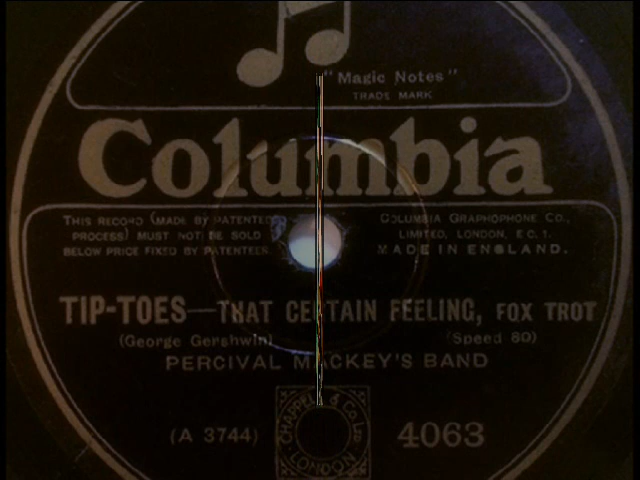 "Magic Notes"
TRADE MARK
Columbia
THIS RECORD (MADE BY PATENTED
PROCESS) MUST NOT BE SOLD
BELOW PRICE FIXED BY PATENTEES.
COLUMBIA GRAPHOPHONE CO.,
LIMITED, LONDON, E C. 1.
MADE IN ENGLAND.
TIP-TOES—THAT CERTAIN FEELING, FOX TROT
(George Gershwin) (Speed 80)
PERCIVAL MACKEY'S BAND
CHAPPELL & CO. LTD.
LONDON
(A 3744) 4063